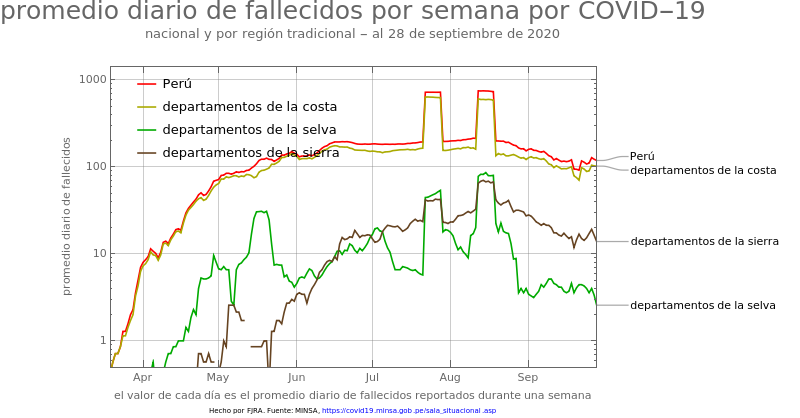 promedio diario de fallecidos por semana por COVID−19
nacional y por región tradicional − al 28 de septiembre de 2020
promedio diario de fallecidos
1000
100
10
1
Perú
departamentos de la costa
departamentos de la selva
departamentos de la sierra
Perú
departamentos de la costa
departamentos de la sierra
departamentos de la selva
Apr May Jun Jul Aug Sep
el valor de cada día es el promedio diario de fallecidos reportados durante una semana
Hecho por FJRA. Fuente: MINSA, https://covid19.minsa.gob.pe/sala_situacional .asp